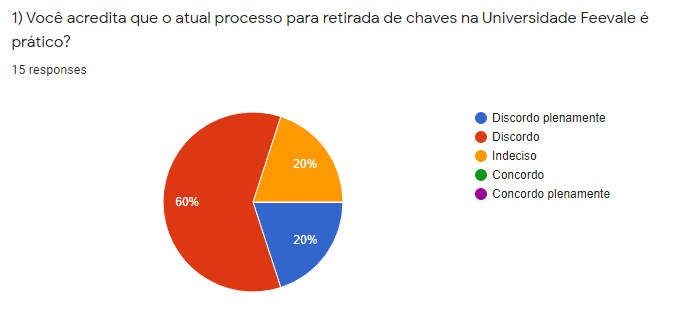 1) Você acredita que o atual processo para retirada de chaves na Universidade Feevale é
prático?
15 responses
Discordo plenamente
Discordo
Indeciso
Concordo
Concordo plenamente
20%
60%
20%